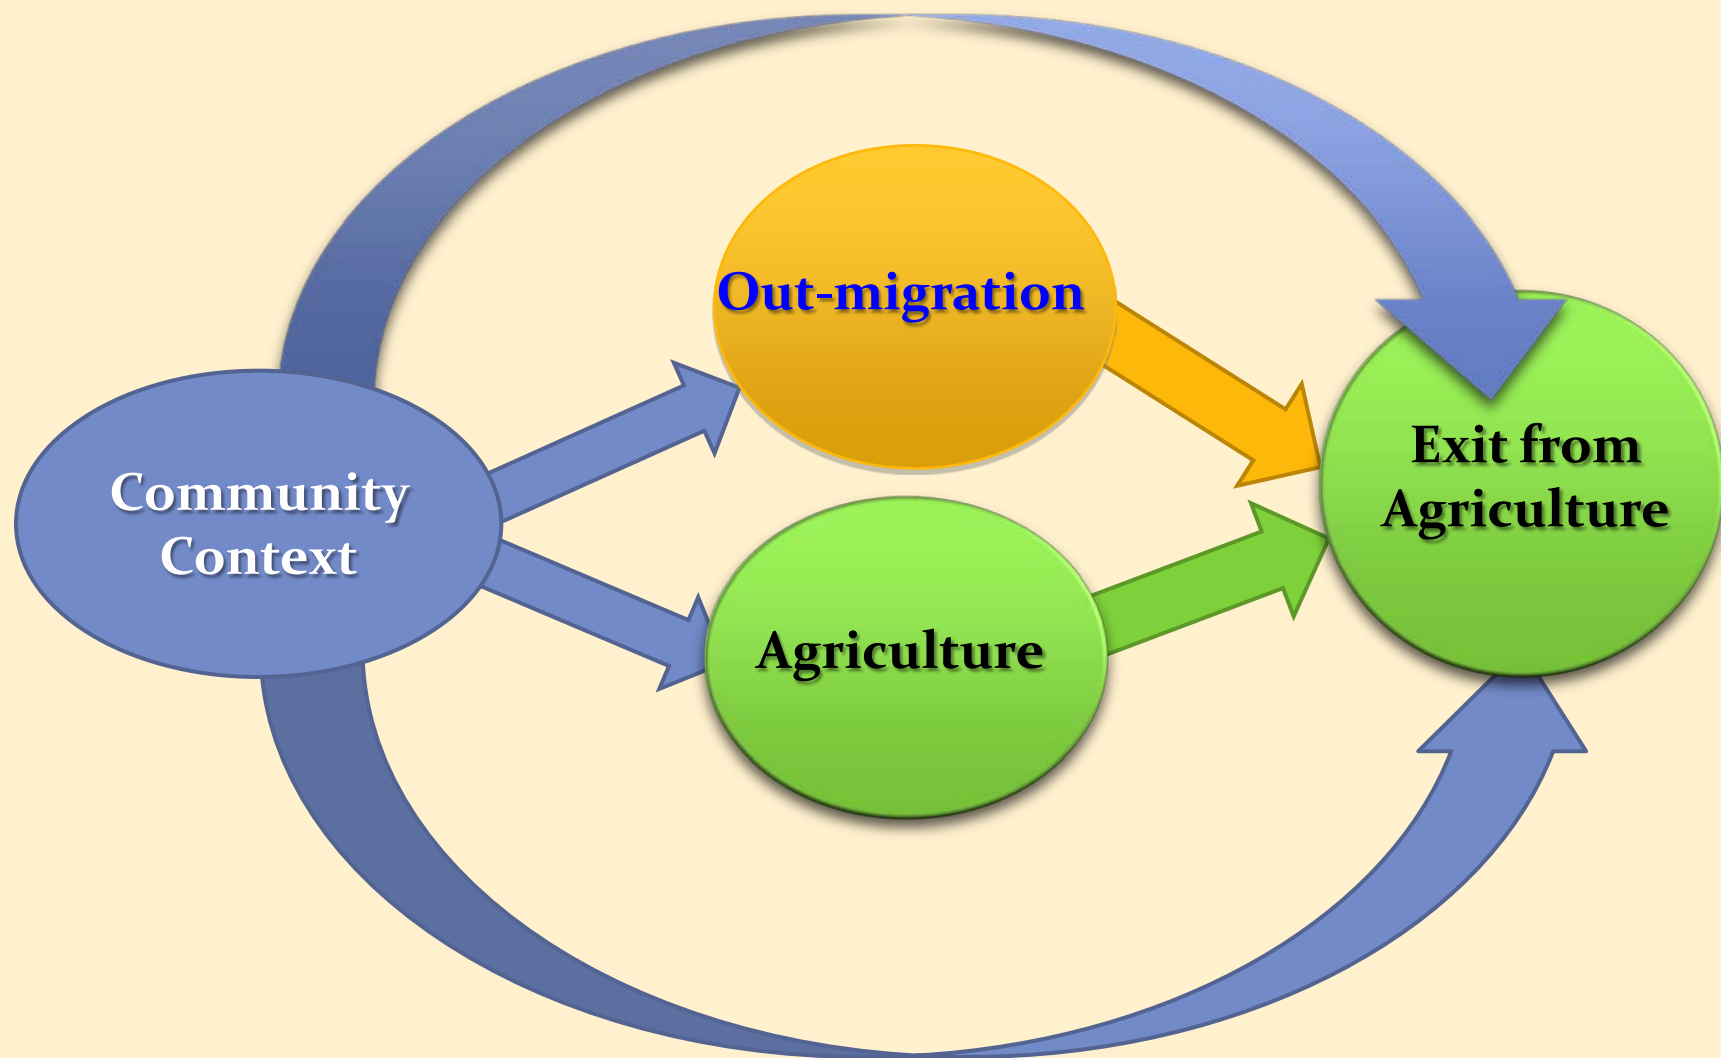 Out-migration
Community
Context
Exit from
Agriculture
Agriculture